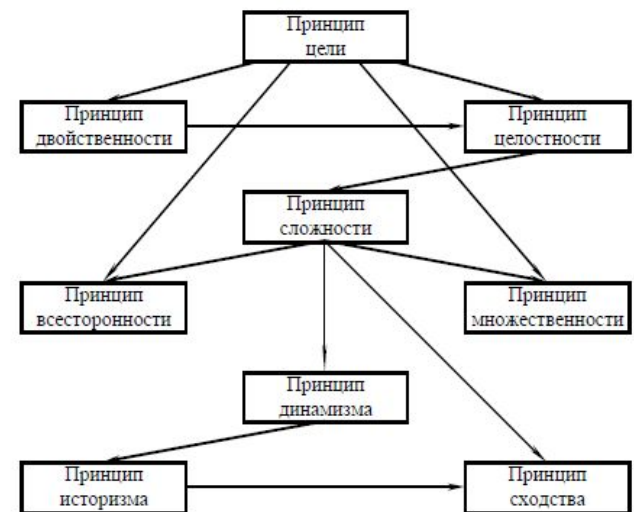 Принцип
цели
Принцип
двойственности
Принцип
целостности
Принцип
сложности
Принцип
всесторонности
Принцип
множественности
Принцип
динамизма
Принцип
историзма
Принцип
сходства